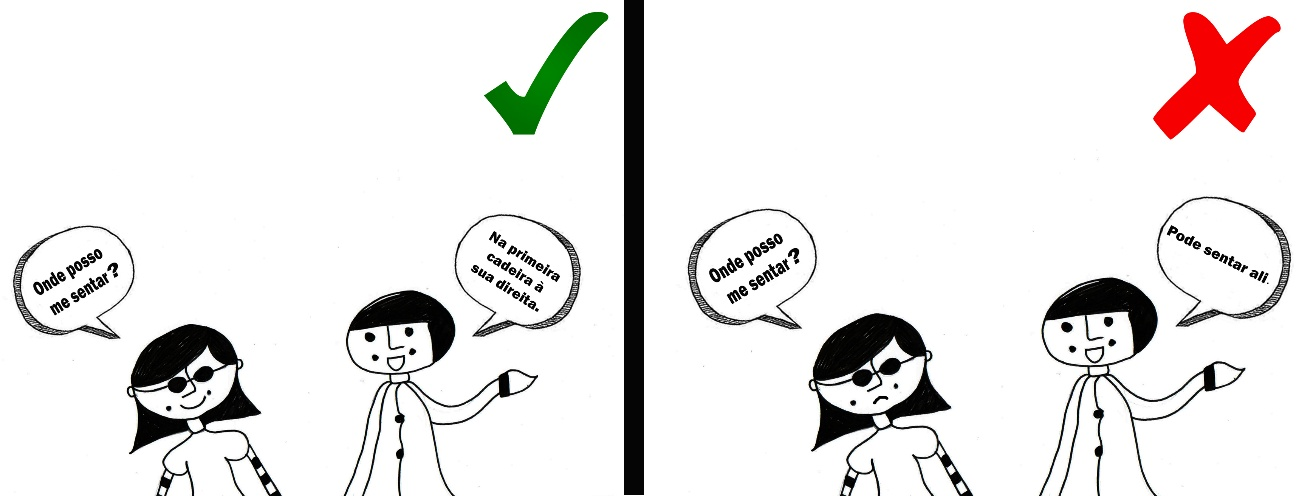 Onde posso
me sentar?
Na primeira
cadeira à
sua direita.
Onde posso
me sentar?
Pode sentar ali.